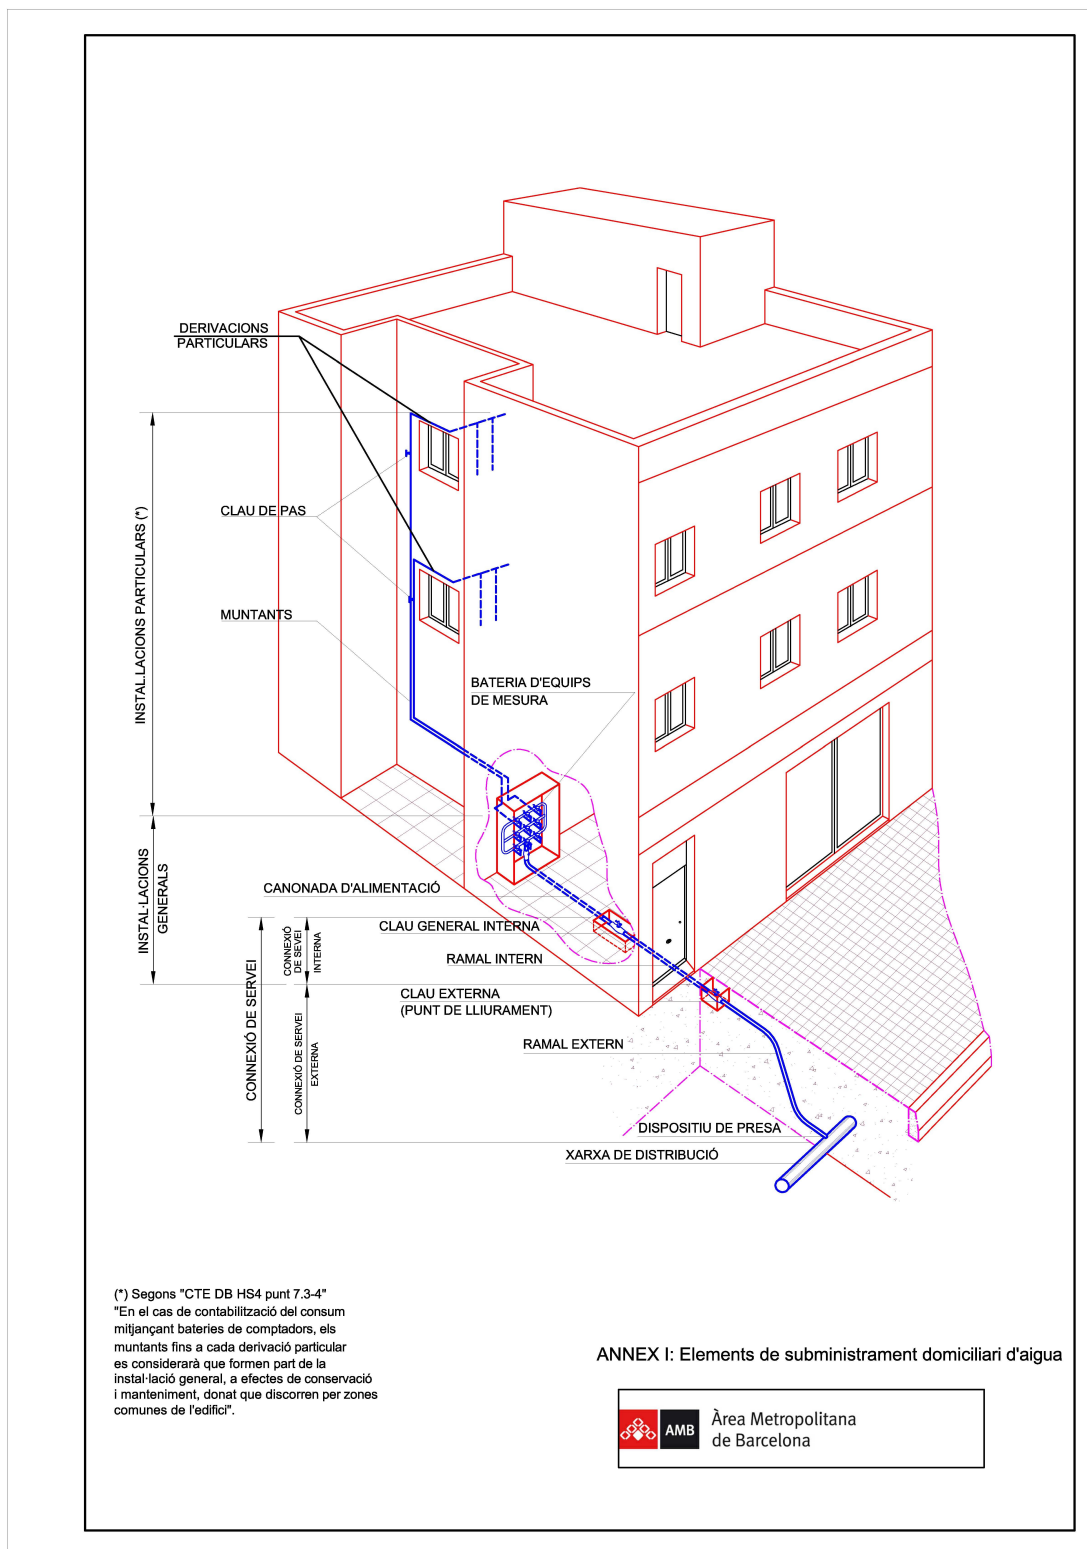 DERIVACIONS
PARTICULARS
CLAU DE PAS
INSTAL.LACIONS PARTICULARS (*)
MUNTANTS
BATERIA D'EQUIPS
DE MESURA
INSTAL·LACIONS
GENERALS
CANONADA D'ALIMENTACIÓ
CLAU GENERAL INTERNA
CONNEXIÓ
DE SEVEI
INTERNA
RAMAL INTERN
CLAU EXTERNA
(PUNT DE LLIURAMENT)
CONNEXIÓ DE SERVEI
CONNEXIÓ DE SERVEI
EXTERNA
RAMAL EXTERN
DISPOSITIU DE PRESA
XARXA DE DISTRIBUCIÓ
(*) Segons "CTE DB HS4 punt 7.3-4"
"En el cas de contabilització del consum
mitjançant bateries de comptadors, els
muntants fins a cada derivació particular
es considerarà que formen part de la
instal·lació general, a efectes de conservació
i manteniment, donat que discorren per zones
comunes de l'edifici".
ANNEX I: Elements de subministrament domiciliari d'aigua
AMB
Àrea Metropolitana
de Barcelona